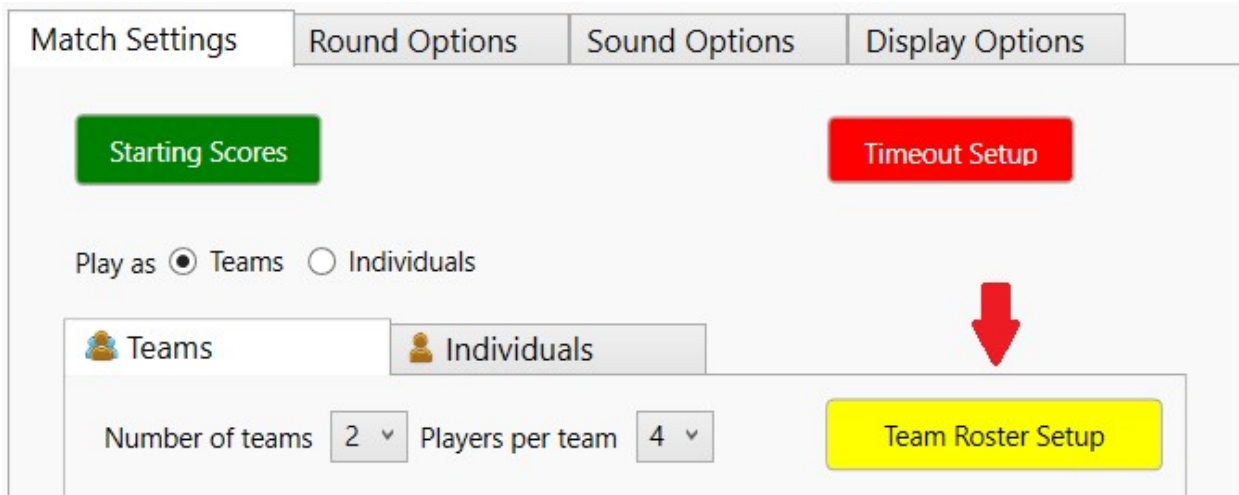 Match Settings Round Options Sound Options Display Options
Starting Scores Timeout Setup
Play as Teams Individuals
Teams Individuals
Number of teams 2 Players per team 4 Team Roster Setup